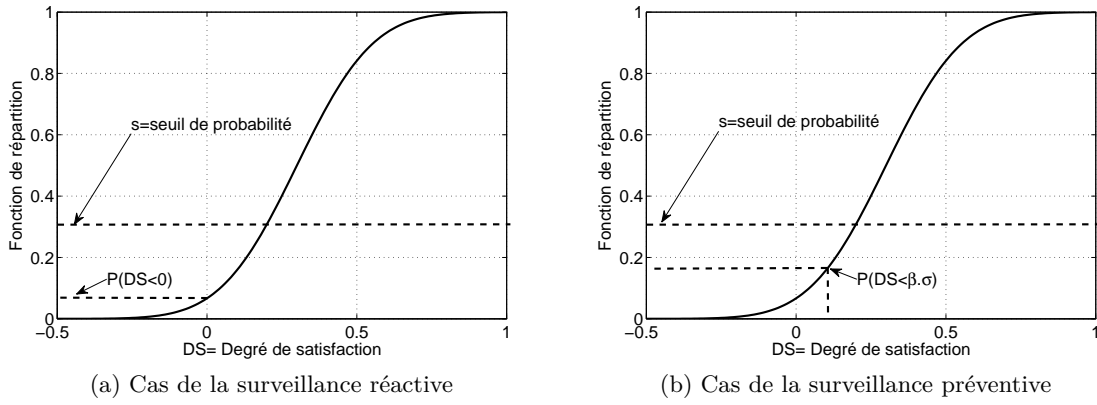 1
0.8
0.6
0.4
0.2
0
−0.5
0
0.5
1
Fonction de répartition
s=seuil de probabilité
P(DS<0)
DS= Degré de satisfaction
(a) Cas de la surveillance réactive
1
0.8
0.6
0.4
0.2
0
−0.5
0
0.5
1
Fonction de répartition
s=seuil de probabilité
P(DS<β.σ)
DS= Degré de satisfaction
(b) Cas de la surveillance préventive